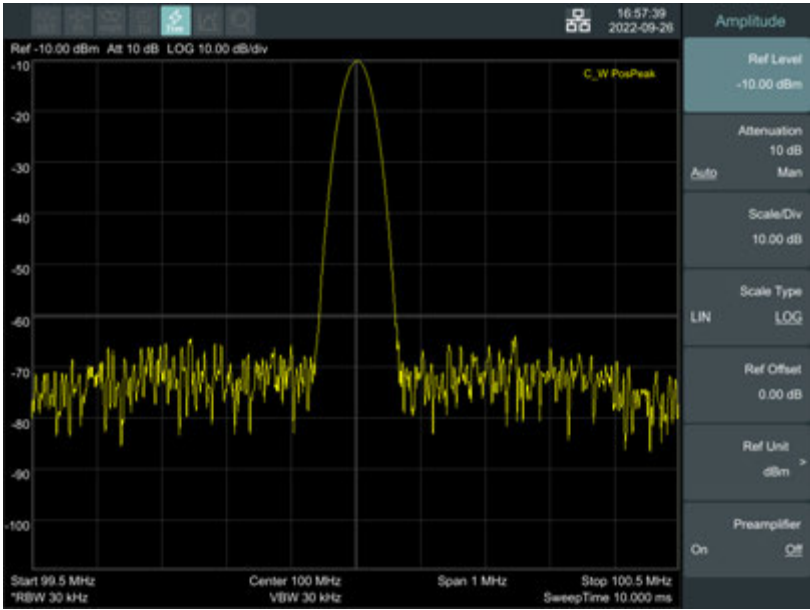 16:57:39
2022-09-26
Ref -10.00 dBm Att 10 dB LOG 10.00 dB/div
C_W PosPeak
-10
-20
-30
-40
-50
-60
-70
-80
-90
-100
Start 99.5 MHz Center 100 MHz Span 1 MHz Stop 100.5 MHz
*RBW 30 kHz VBW 30 kHz SweepTime 10.000 ms
Amplitude
Ref Level
-10.00 dBm
Attenuation
10 dB
Auto Man
Scale/Div
10.00 dB
Scale Type
LIN LOG
Ref Offset
0.00 dB
Ref Unit
dBm >
Preamplifier
On Off